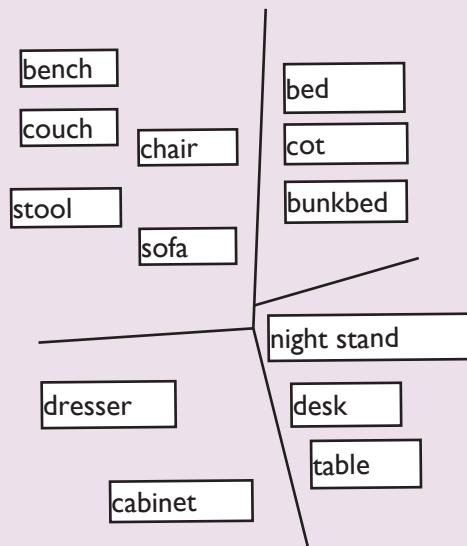 bench
couch
chair
stool
sofa
bed
cot
bunkbed
night stand
dresser
desk
table
cabinet